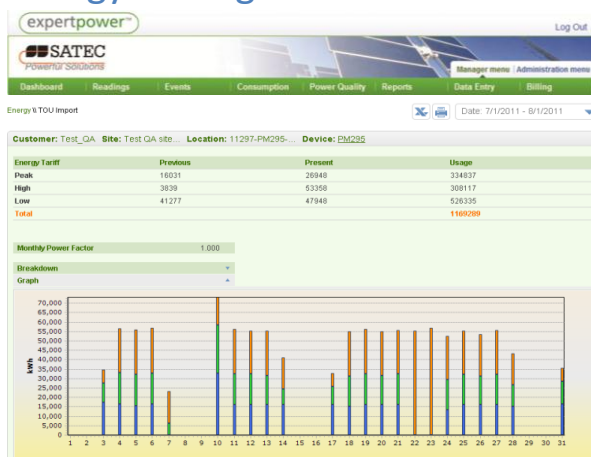 expertpower™
Log Out
SATEC
Powerful Solutions
Manager menu Administration menu
Dashboard Readings Events Consumption Power Quality Reports Data Entry Billing
Energy \ TOU Import
Date: 7/1/2011 - 8/1/2011
Customer: Test_QA Site: Test QA site... Location: 11297-PM295-... Device: PM295
Energy Tariff Previous Present Usage
Peak 16031 26948 334837
High 3839 53358 308117
Low 41277 47948 526335
Total 1169289
Monthly Power Factor 1.000
Breakdown
Graph
70,000
65,000
60,000
55,000
50,000
45,000
40,000
35,000
30,000
25,000
20,000
15,000
10,000
5,000
0
kWh
1 2 3 4 5 6 7 8 9 10 11 12 13 14 15 16 17 18 19 20 21 22 23 24 25 26 27 28 29 30 31